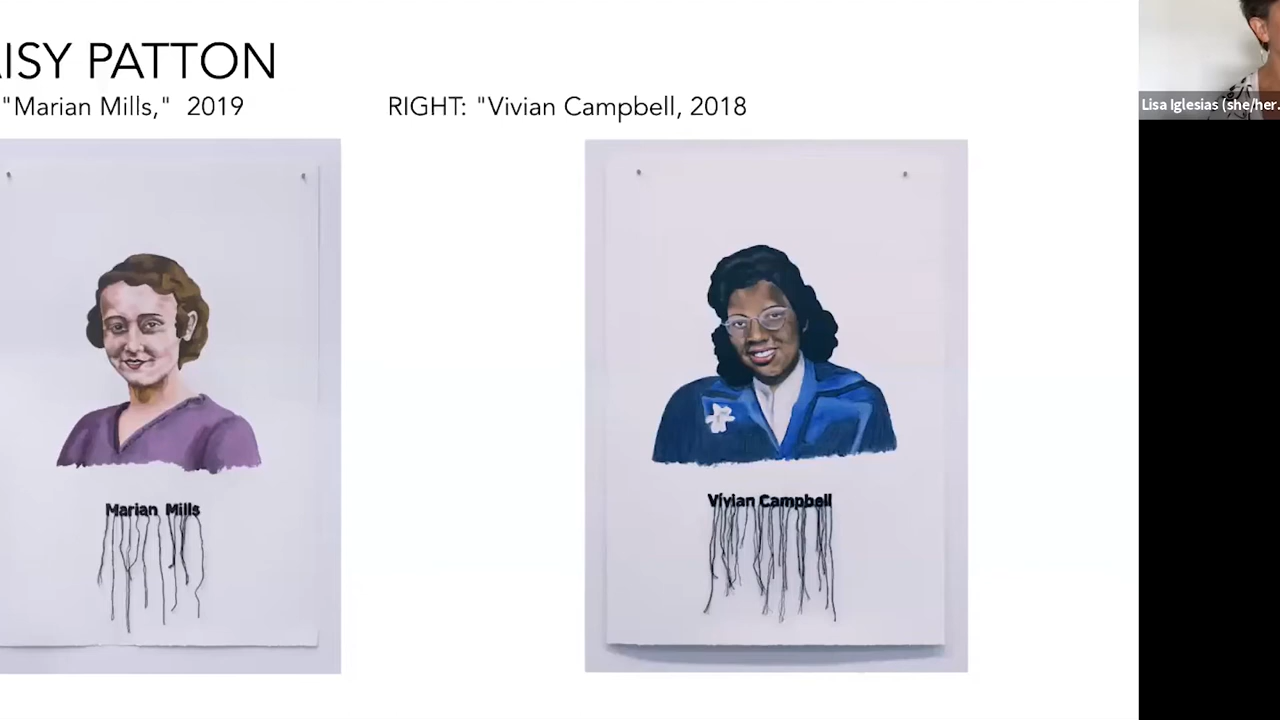 ISY PATTON
"Marian Mills," 2019
RIGHT: "Vivian Campbell, 2018
Lisa Iglesias (she/her.
Marian Mills
Vivian Campbell